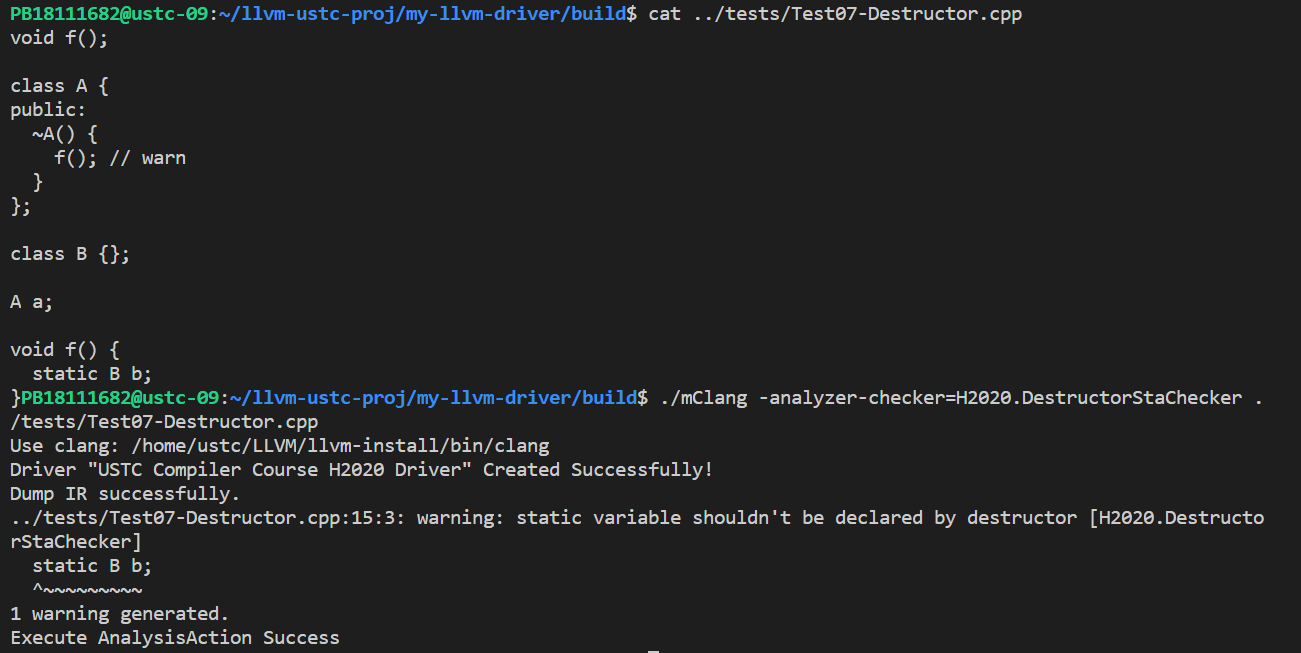 PB18111682@ustc-09:~/llvm-ustc-proj/my-llvm-driver/build$ cat ../tests/Test07-Destructor.cpp
void f();
class A {
public:
  ~A() {
    f(); // warn
  }
};
class B {};
A a;
void f() {
  static B b;
}PB18111682@ustc-09:~/llvm-ustc-proj/my-llvm-driver/build$ ./mClang -analyzer-checker=H2020.DestructorStaChecker .
/tests/Test07-Destructor.cpp
Use clang: /home/ustc/LLVM/llvm-install/bin/clang
Driver "USTC Compiler Course H2020 Driver" Created Successfully!
Dump IR successfully.
../tests/Test07-Destructor.cpp:15:3: warning: static variable shouldn't be declared by destructor [H2020.Destructo
rStaChecker]
  static B b;
  ^~~~~~~~~~
1 warning generated.
Execute AnalysisAction Success